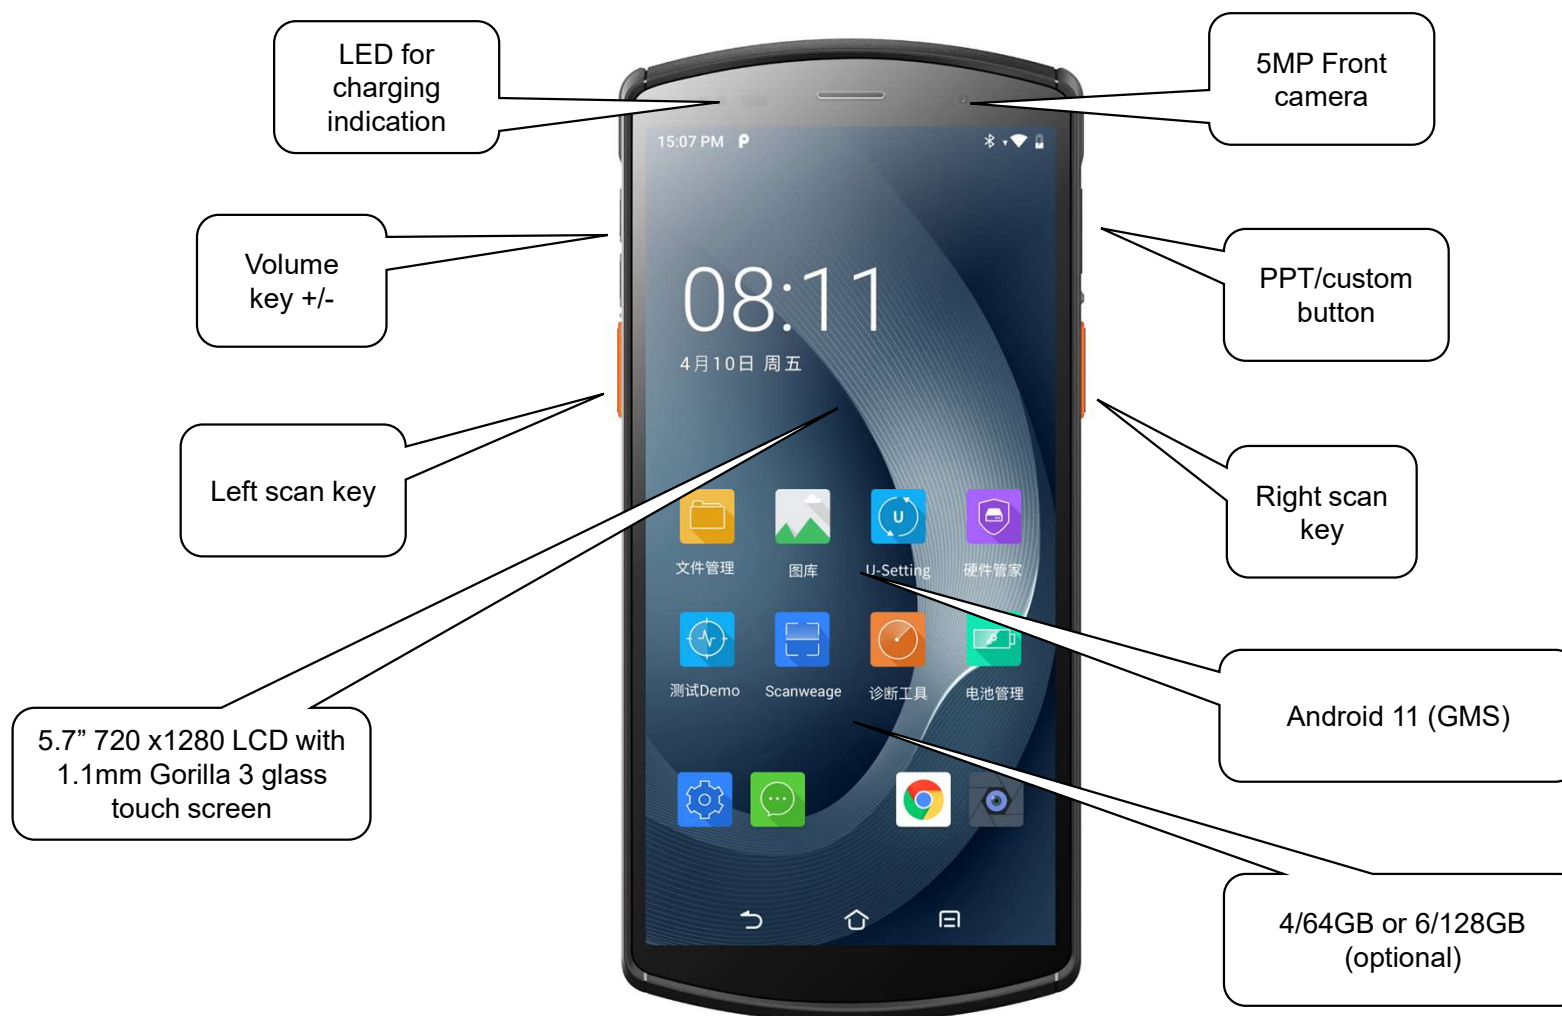 LED for
charging
indication
5MP Front
camera
15:07 PM
Volume
key +/-
PPT/custom
button
08:11
4月10日 周五
Left scan key
Right scan
key
文件管理
图库
U-Setting
硬件管家
测试Demo
Scanweage
诊断工具
电池管理
5.7” 720 x1280 LCD with
1.1mm Gorilla 3 glass
touch screen
Android 11 (GMS)
4/64GB or 6/128GB
(optional)